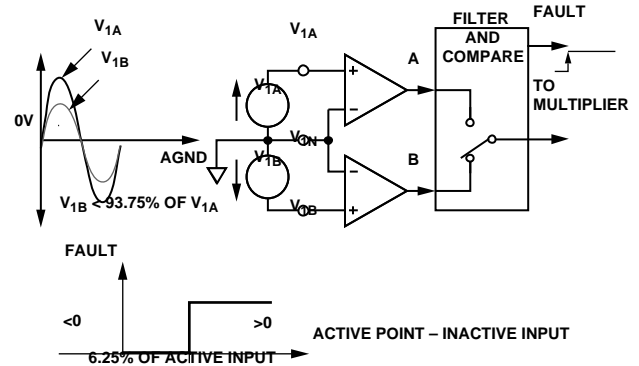 V1A
V1B
0V
V1B < 93.75% OF V1A
V1A
V1A
AGND
V1N
V1B
V1B
A
B
FILTER
AND
COMPARE
FAULT
TO
MULTIPLIER
FAULT
<0
>0
6.25% OF ACTIVE INPUT
ACTIVE POINT – INACTIVE INPUT